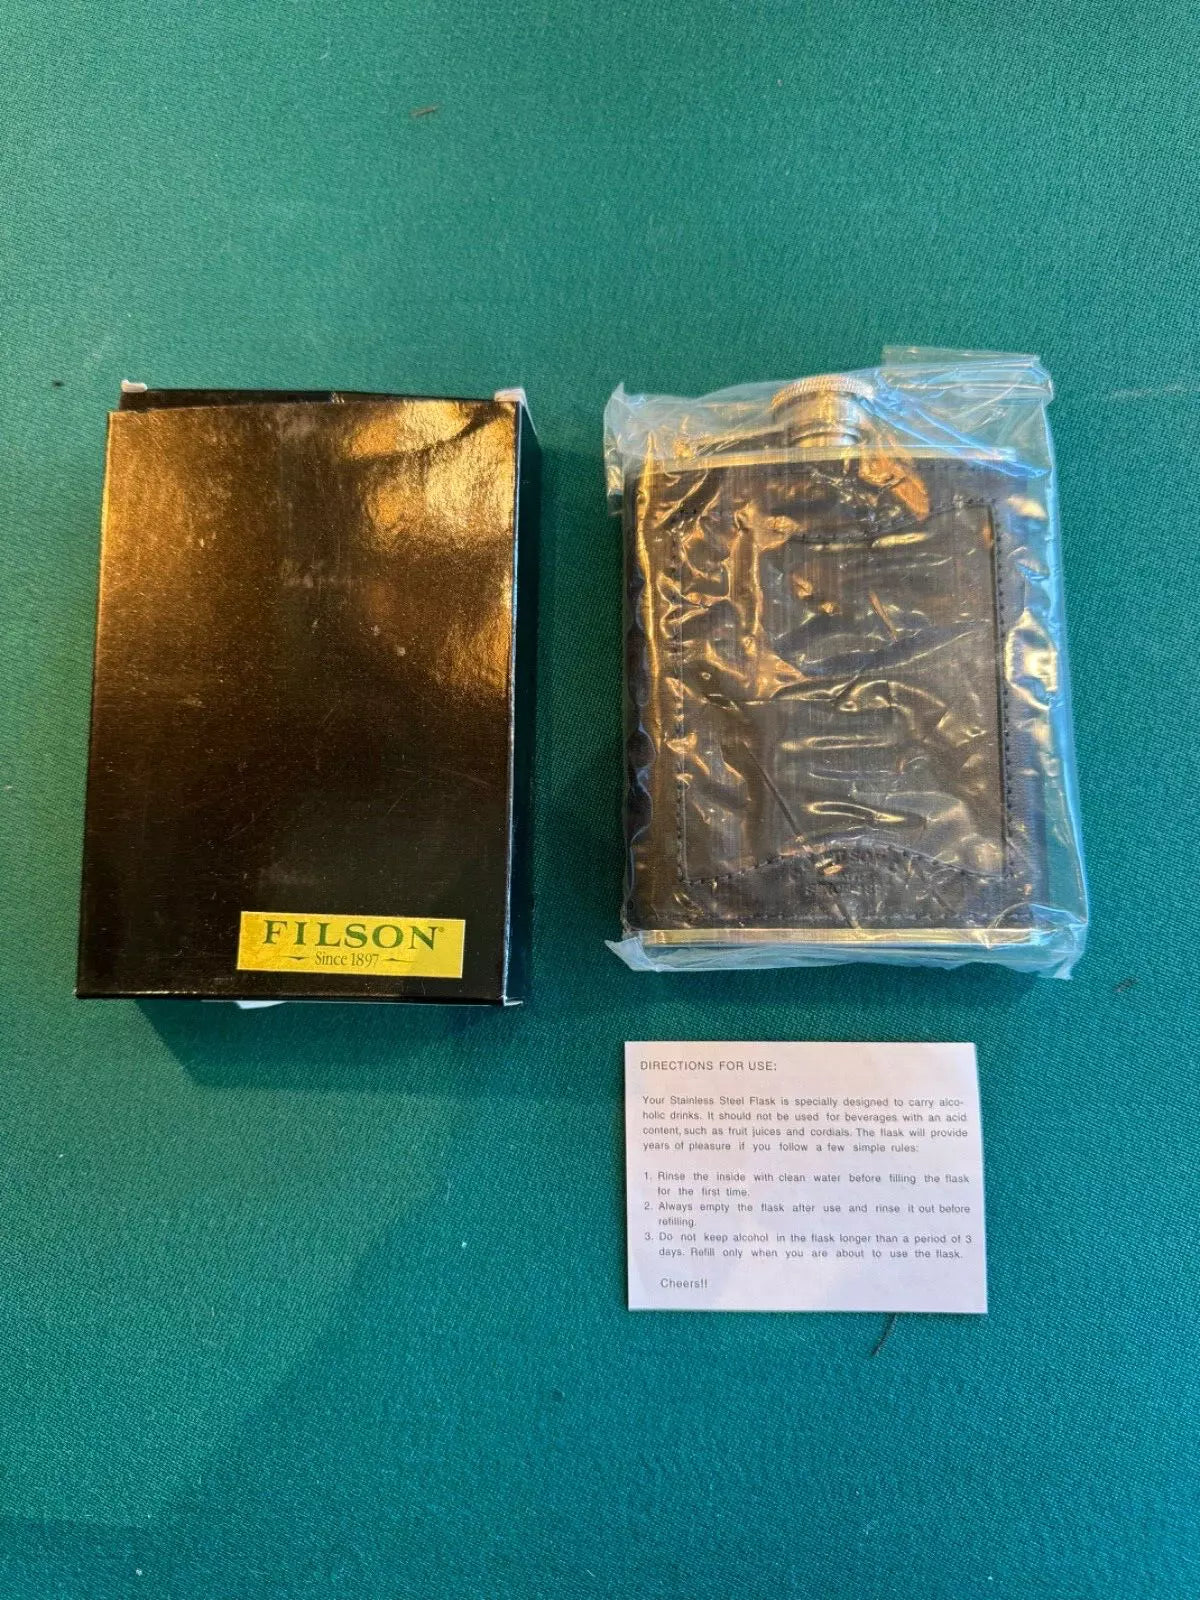 FILSON®
Since 1897
FILSON
DIRECTIONS FOR USE:
Your Stainless Steel Flask is specially designed to carry alco-
holic drinks. It should not be used for beverages with an acid
content, such as fruit juices and cordials. The flask will provide
years of pleasure if you follow a few simple rules:
1. Rinse the inside with clean water before filling the flask
for the first time.
2. Always empty the flask after use and rinse it out before
refilling.
3. Do not keep alcohol in the flask longer than a period of 3
days. Refill only when you are about to use the flask.
Cheers!!